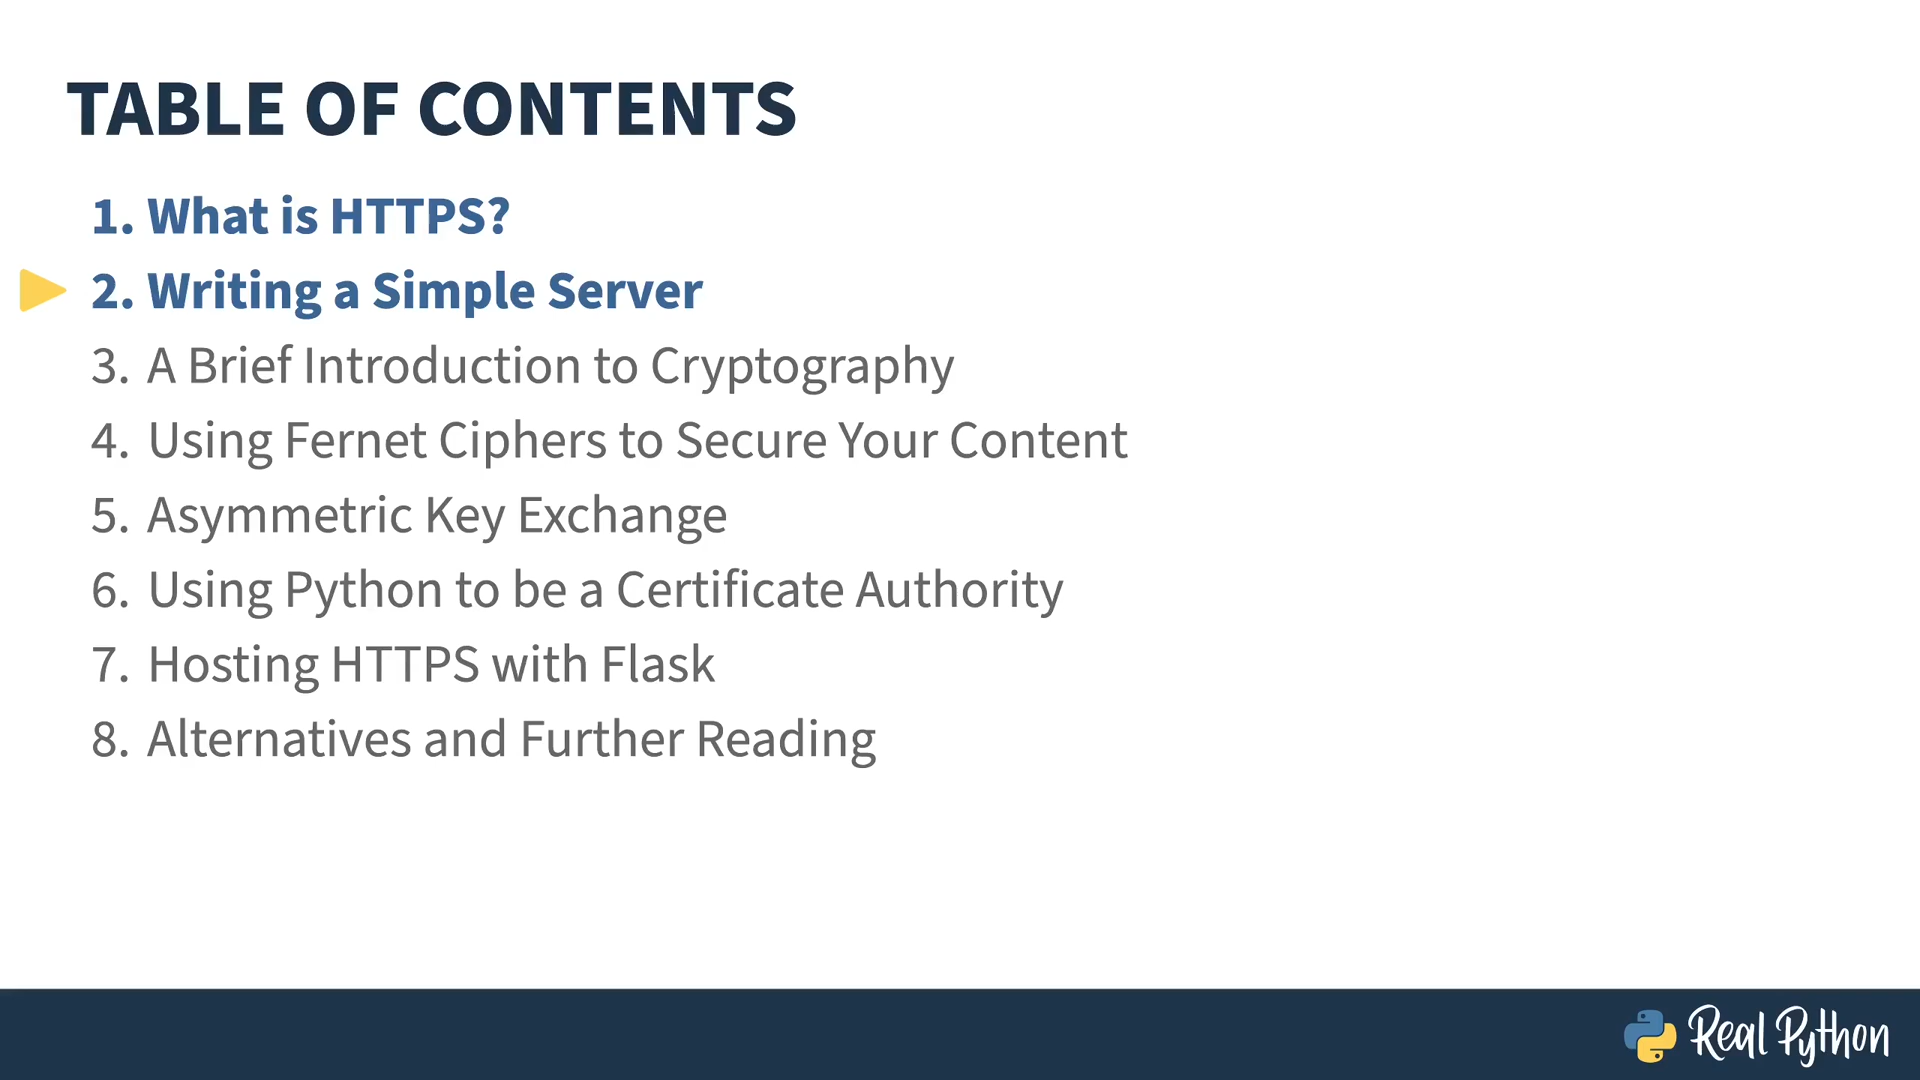 TABLE OF CONTENTS
1. What is HTTPS?
2. Writing a Simple Server
3. A Brief Introduction to Cryptography
4. Using Fernet Ciphers to Secure Your Content
5. Asymmetric Key Exchange
6. Using Python to be a Certificate Authority
7. Hosting HTTPS with Flask
8. Alternatives and Further Reading
Real Python